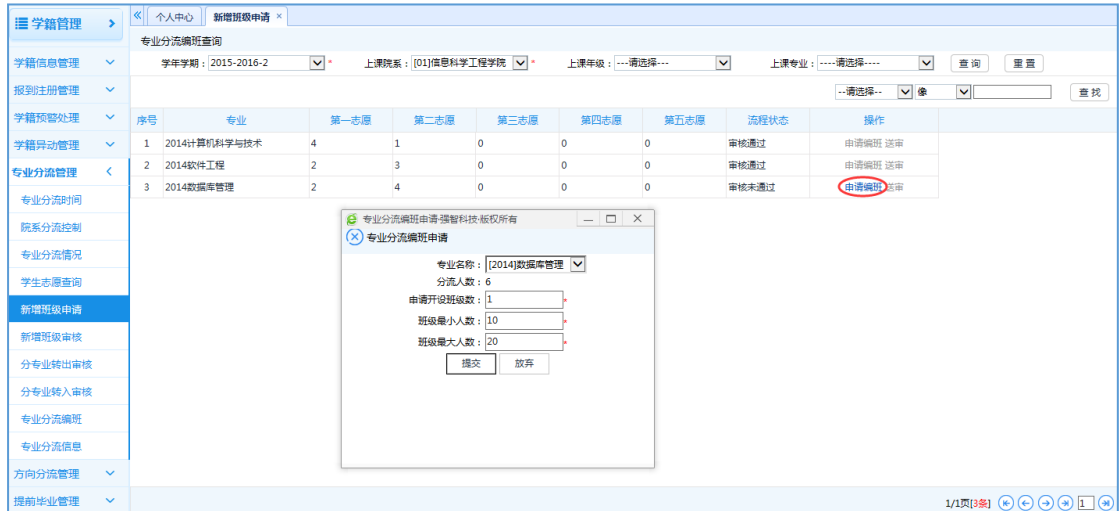 学籍管理
学籍信息管理
报到注册管理
学籍预警处理
学籍异动管理
专业分流管理
专业分流时间
院系分流控制
专业分流情况
学生志愿查询
新增班级申请
新增班级审核
分专业转出审核
分专业转入审核
专业分流编班
专业分流信息
方向分流管理
提前毕业管理
个人中心 新增班级申请 ×
专业分流编班查询
学年学期：2015-2016-2 * 上课院系：[01]信息科学工程学院 * 上课年级：---请选择--- 上课专业：----请选择---- 查 询 重 置
--请选择-- 像 查 找
序号 专业 第一志愿 第二志愿 第三志愿 第四志愿 第五志愿 流程状态 操作
1 2014计算机科学与技术 4 1 0 0 0 审核通过 申请编班 送审
2 2014软件工程 2 3 0 0 0 审核通过 申请编班 送审
3 2014数据库管理 2 4 0 0 0 审核未通过 申请编班 送审
专业分流编班申请-强智科技-版权所有
专业分流编班申请
专业名称：[2014]数据库管理
分流人数：6
申请开设班级数：1 *
班级最小人数：10 *
班级最大人数：20 *
提交 放弃
1/1页[3条] 1